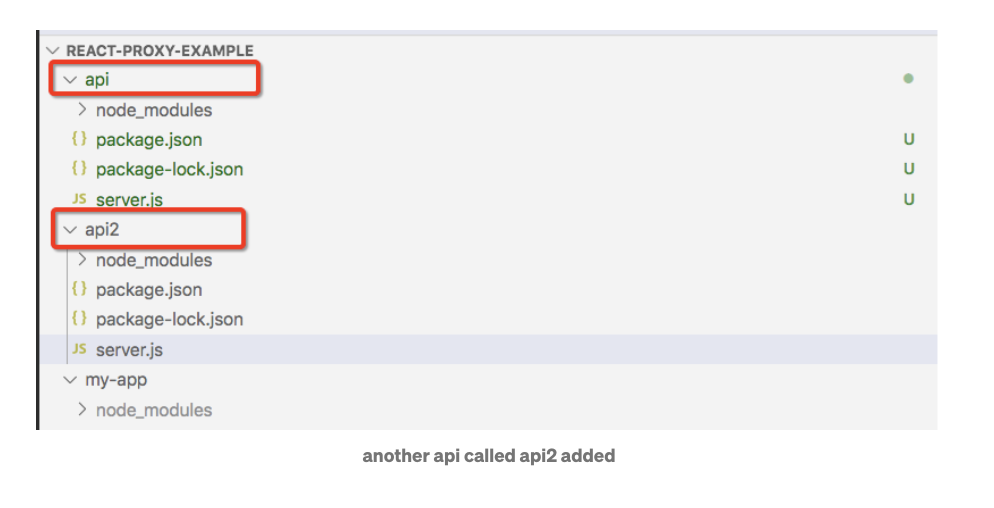 REACT-PROXY-EXAMPLE
api
node_modules
{} package.json U
{} package-lock.json U
JS server.js U
api2
node_modules
{} package.json
{} package-lock.json
JS server.js
my-app
node_modules
another api called api2 added